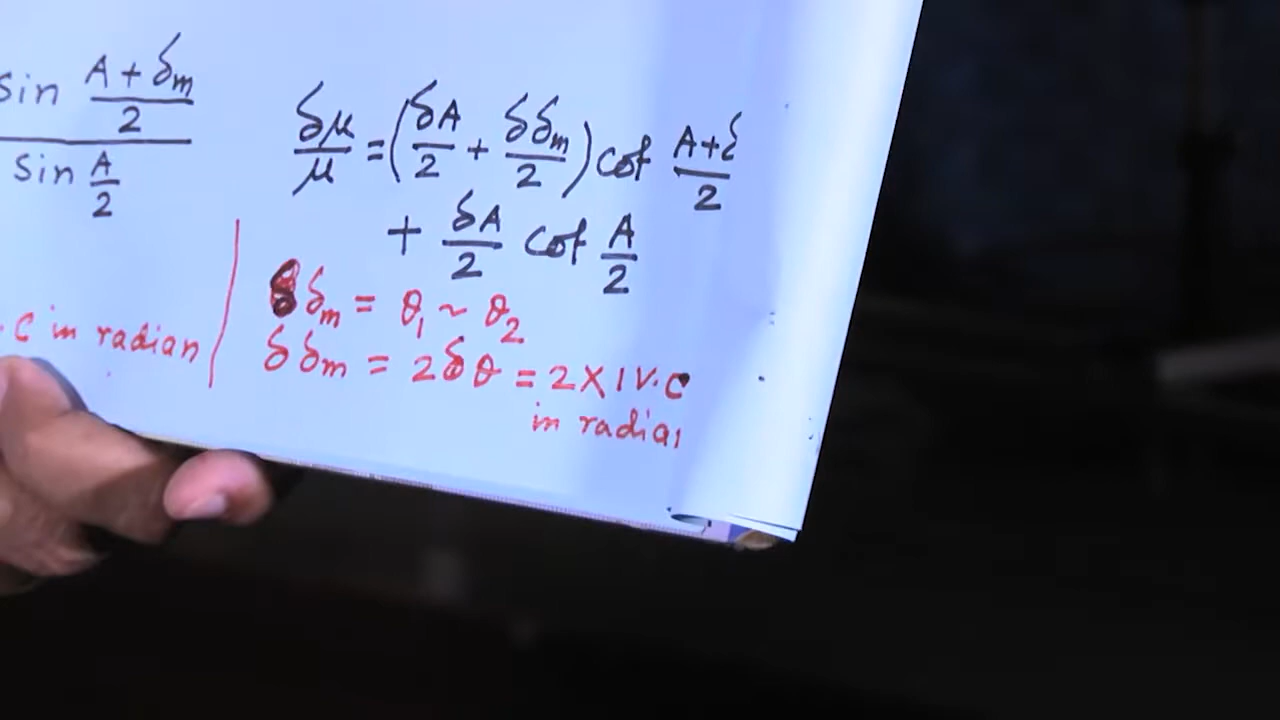 sin A + δm / 2
sin A / 2
δμ / μ = (δA / 2 + δδm / 2) cot A + δ / 2
+ δA / 2 cot A / 2
δm = θ1 ~ θ2
C in radian
δδm = 2δθ = 2 X 1 V.C
in radian